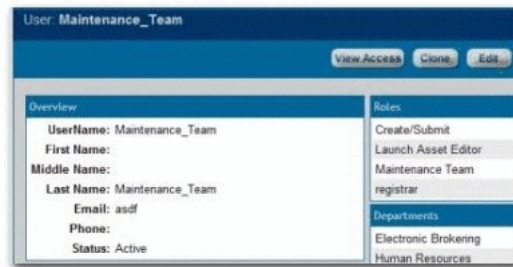 User: Maintenance_Team
View Access Clone Edit
Overview
UserName: Maintenance_Team
First Name:
Middle Name:
Last Name: Maintenance_Team
Email: asdf
Phone:
Status: Active
Roles
Create/Submit
Launch Asset Editor
Maintenance Team
registrar
Departments
Electronic Brokering
Human Resources